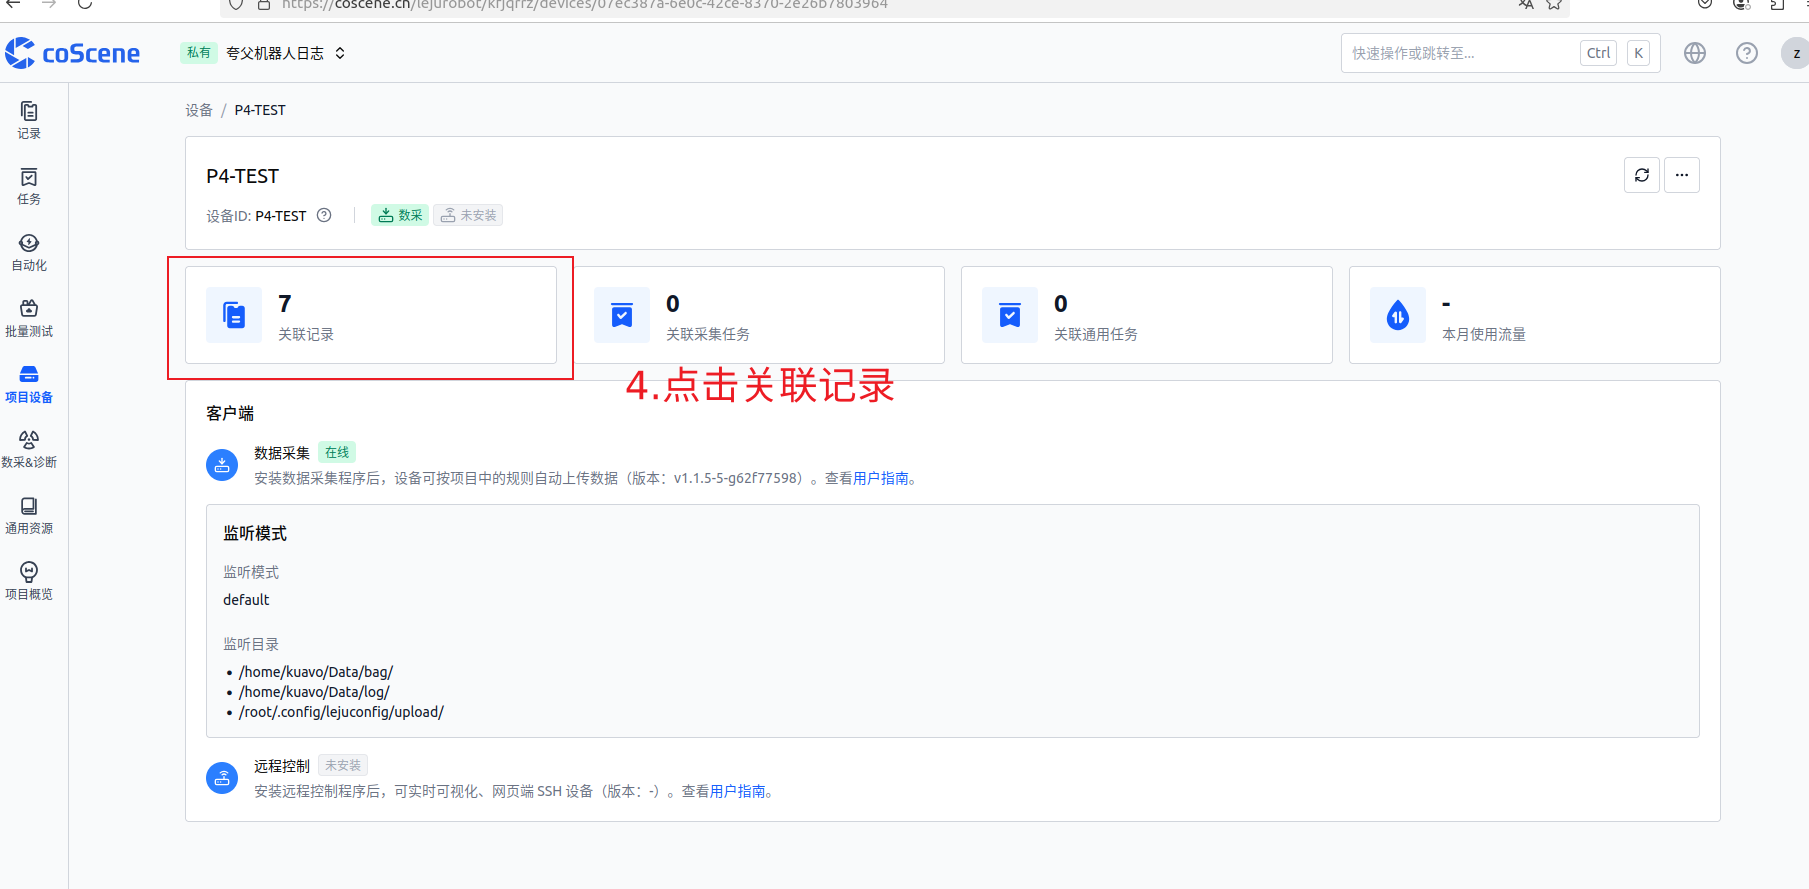 https://coscene.cn/lejurobot/krjqrrz/devices/07ec387a-6e0c-42ce-8370-2e26b7803964
coScene
私有 夸父机器人日志
快速操作或跳转至... Ctrl K
z
记录
任务
自动化
批量测试
项目设备
数采&诊断
通用资源
项目概览
设备 / P4-TEST
P4-TEST
设备ID: P4-TEST 数采 未安装
7
关联记录
0
关联采集任务
0
关联通用任务
-
本月使用流量
4.点击关联记录
客户端
数据采集 在线
安装数据采集程序后，设备可按项目中的规则自动上传数据（版本：v1.1.5-5-g62f77598）。查看用户指南。
监听模式
监听模式
default
监听目录
• /home/kuavo/Data/bag/
• /home/kuavo/Data/log/
• /root/.config/lejuconfig/upload/
远程控制 未安装
安装远程控制程序后，可实时可视化、网页端 SSH 设备（版本：-）。查看用户指南。